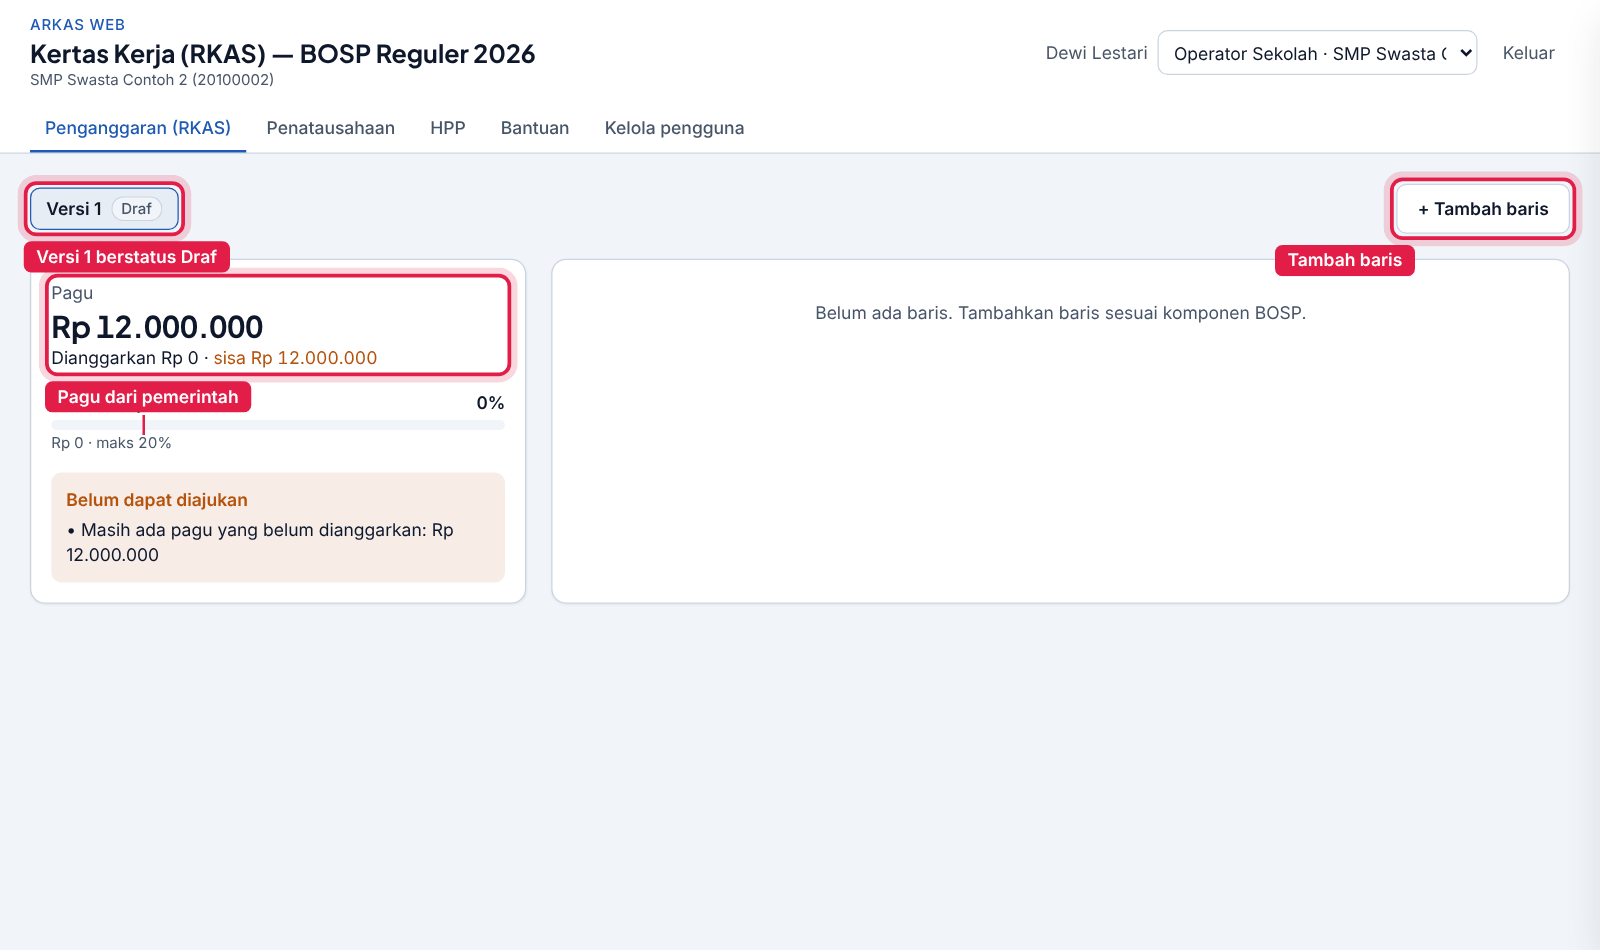 ARKAS WEB
Kertas Kerja (RKAS) — BOSP Reguler 2026
SMP Swasta Contoh 2 (20100002)
Dewi Lestari
Operator Sekolah · SMP Swasta
Keluar
Penganggaran (RKAS)
Penatausahaan
HPP
Bantuan
Kelola pengguna
Versi 1 Draf
+ Tambah baris
Versi 1 berstatus Draf
Tambah baris
Pagu
Rp 12.000.000
Dianggarkan Rp 0 · sisa Rp 12.000.000
Pagu dari pemerintah
0%
Rp 0 · maks 20%
Belum dapat diajukan
• Masih ada pagu yang belum dianggarkan: Rp
12.000.000
Belum ada baris. Tambahkan baris sesuai komponen BOSP.